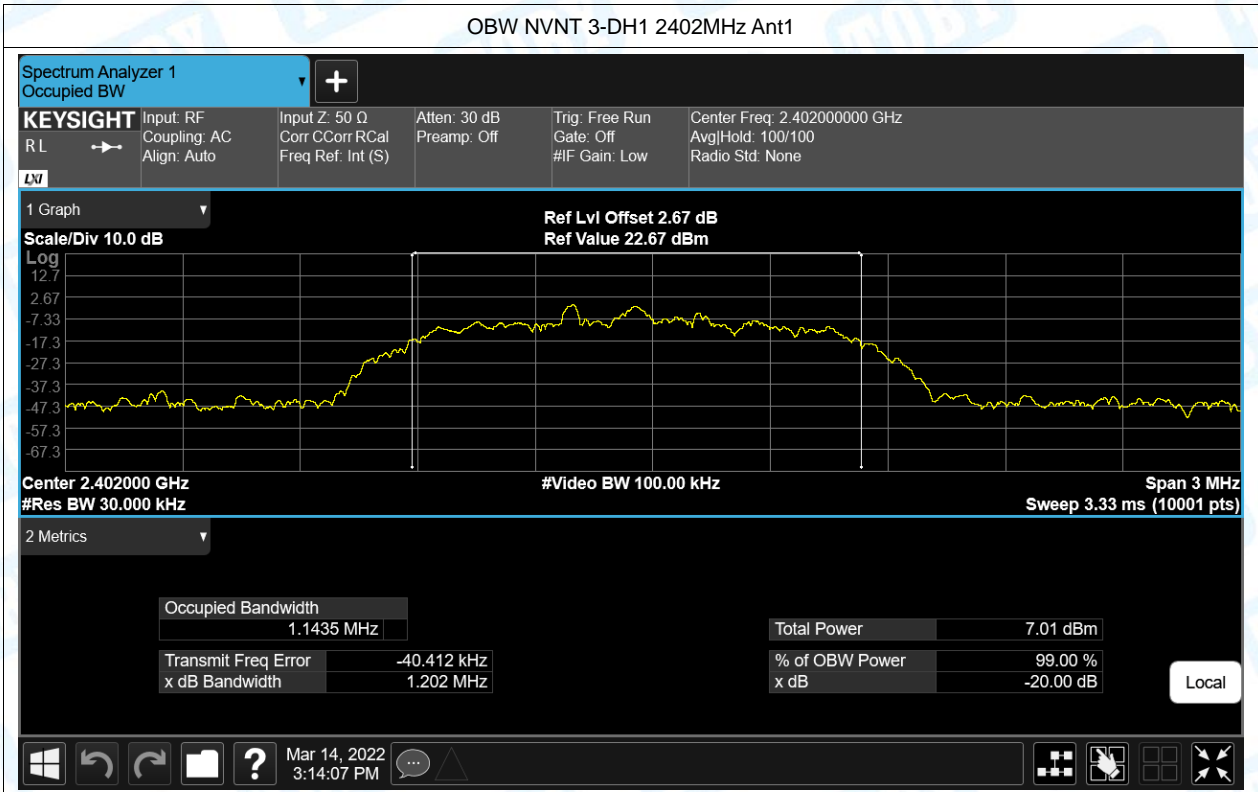 OBW NVNT 3-DH1 2402MHz Ant1
Spectrum Analyzer 1
Occupied BW
KEYSIGHT
R L
LXI
Input: RF
Coupling: AC
Align: Auto
Input Z: 50 Ω
Corr CCorr RCal
Freq Ref: Int (S)
Atten: 30 dB
Preamp: Off
Trig: Free Run
Gate: Off
#IF Gain: Low
Center Freq: 2.402000000 GHz
Avg|Hold: 100/100
Radio Std: None
1 Graph
Scale/Div 10.0 dB
Ref Lvl Offset 2.67 dB
Ref Value 22.67 dBm
Log
12.7
2.67
-7.33
-17.3
-27.3
-37.3
-47.3
-57.3
-67.3
Center 2.402000 GHz
#Res BW 30.000 kHz
#Video BW 100.00 kHz
Span 3 MHz
Sweep 3.33 ms (10001 pts)
2 Metrics
Occupied Bandwidth
1.1435 MHz
Transmit Freq Error -40.412 kHz
x dB Bandwidth 1.202 MHz
Total Power 7.01 dBm
% of OBW Power 99.00 %
x dB -20.00 dB
Local
?
Mar 14, 2022
3:14:07 PM